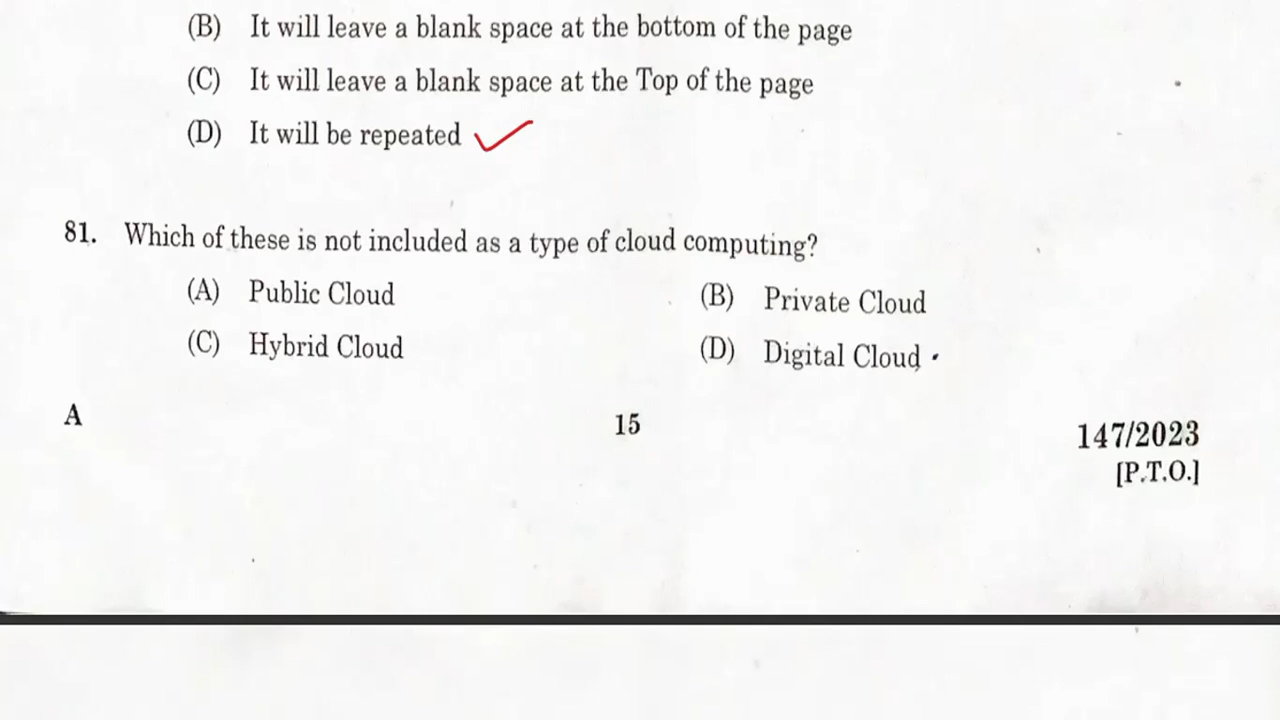 (B) It will leave a blank space at the bottom of the page
(C) It will leave a blank space at the Top of the page
(D) It will be repeated
81. Which of these is not included as a type of cloud computing?
(A) Public Cloud (B) Private Cloud
(C) Hybrid Cloud (D) Digital Cloud
A 15 147/2023
[P.T.O.]